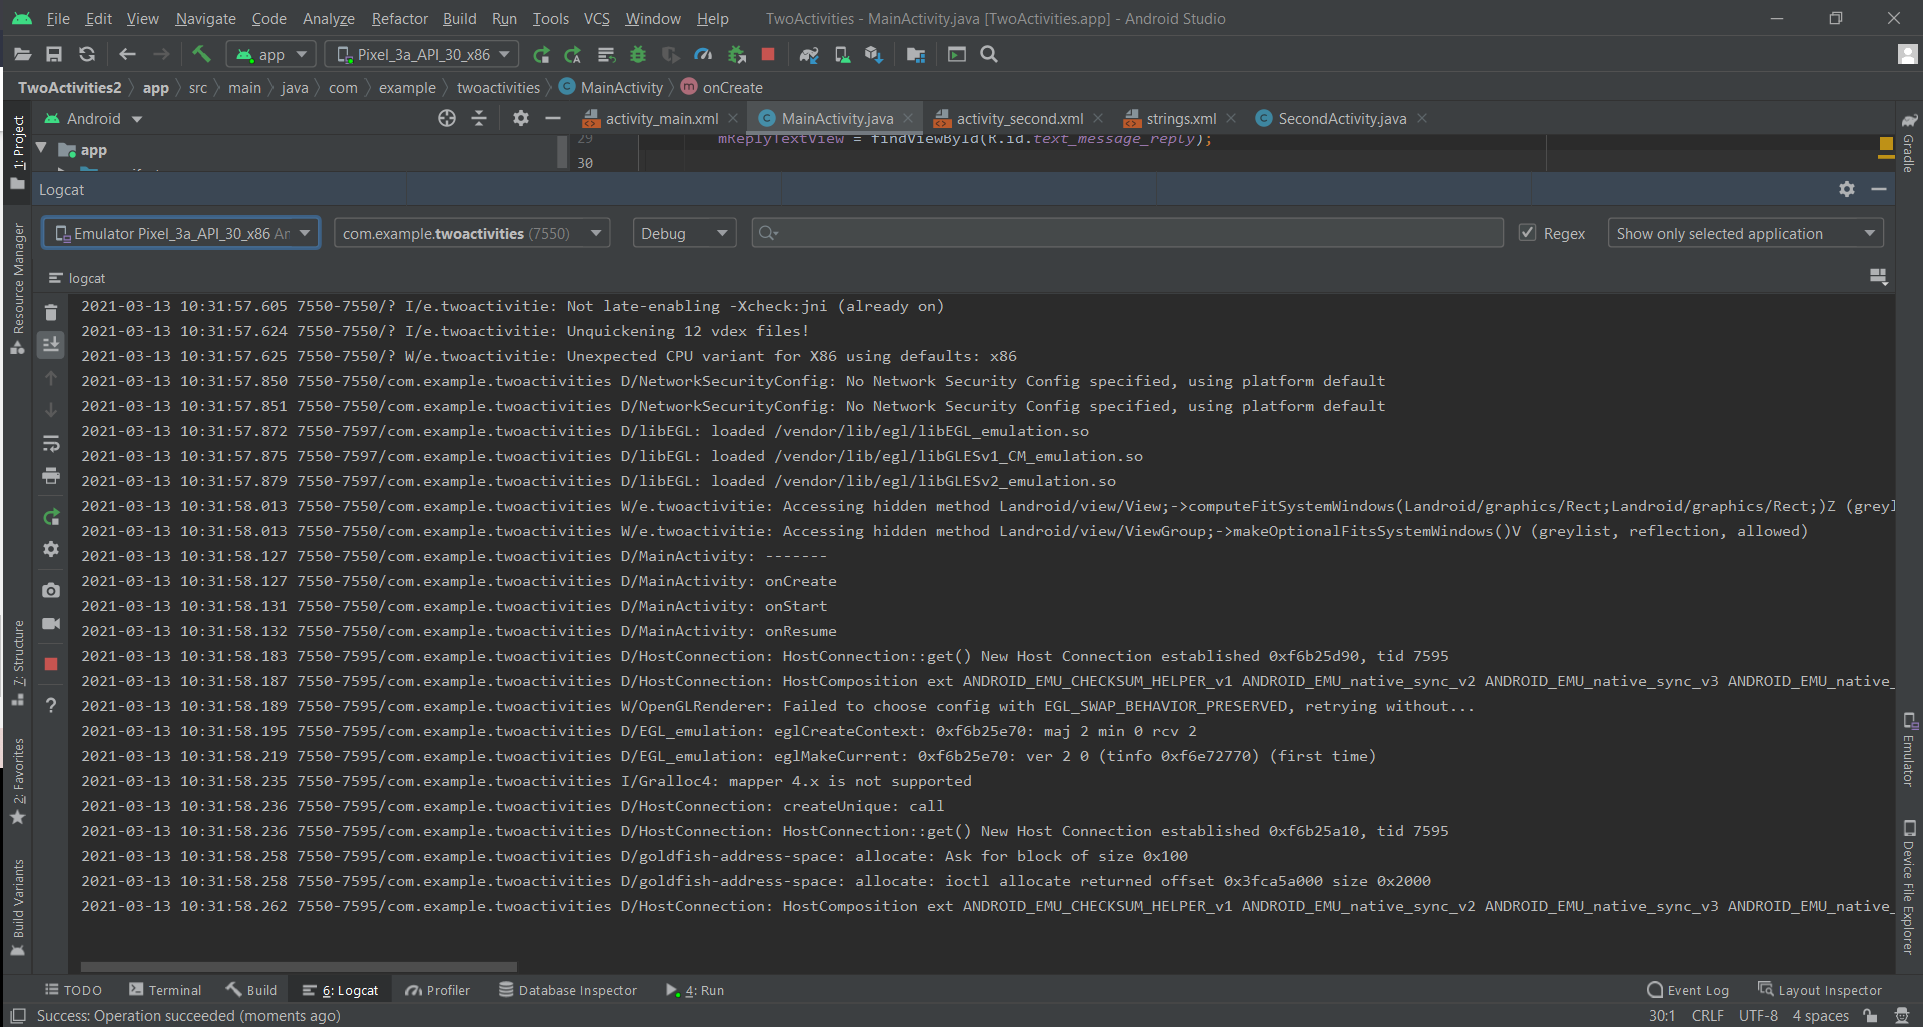 File Edit View Navigate Code Analyze Refactor Build Run Tools VCS Window Help TwoActivities - MainActivity.java [TwoActivities.app] - Android Studio
app Pixel_3a_API_30_x86
TwoActivities2 app src main java com example twoactivities MainActivity onCreate
Android activity_main.xml MainActivity.java activity_second.xml strings.xml SecondActivity.java
app 29 mReplyTextView = findViewById(R.id.text_message_reply);
30
Logcat
Emulator Pixel_3a_API_30_x86 An com.example.twoactivities (7550) Debug Regex Show only selected application
logcat
2021-03-13 10:31:57.605 7550-7550/? I/e.twoactivitie: Not late-enabling -Xcheck:jni (already on)
2021-03-13 10:31:57.624 7550-7550/? I/e.twoactivitie: Unquickening 12 vdex files!
2021-03-13 10:31:57.625 7550-7550/? W/e.twoactivitie: Unexpected CPU variant for X86 using defaults: x86
2021-03-13 10:31:57.850 7550-7550/com.example.twoactivities D/NetworkSecurityConfig: No Network Security Config specified, using platform default
2021-03-13 10:31:57.851 7550-7550/com.example.twoactivities D/NetworkSecurityConfig: No Network Security Config specified, using platform default
2021-03-13 10:31:57.872 7550-7597/com.example.twoactivities D/libEGL: loaded /vendor/lib/egl/libEGL_emulation.so
2021-03-13 10:31:57.875 7550-7597/com.example.twoactivities D/libEGL: loaded /vendor/lib/egl/libGLESv1_CM_emulation.so
2021-03-13 10:31:57.879 7550-7597/com.example.twoactivities D/libEGL: loaded /vendor/lib/egl/libGLESv2_emulation.so
2021-03-13 10:31:58.013 7550-7550/com.example.twoactivities W/e.twoactivitie: Accessing hidden method Landroid/view/View;->computeFitSystemWindows(Landroid/graphics/Rect;Landroid/graphics/Rect;)Z (greyl
2021-03-13 10:31:58.013 7550-7550/com.example.twoactivities W/e.twoactivitie: Accessing hidden method Landroid/view/ViewGroup;->makeOptionalFitsSystemWindows()V (greylist, reflection, allowed)
2021-03-13 10:31:58.127 7550-7550/com.example.twoactivities D/MainActivity: -------
2021-03-13 10:31:58.127 7550-7550/com.example.twoactivities D/MainActivity: onCreate
2021-03-13 10:31:58.131 7550-7550/com.example.twoactivities D/MainActivity: onStart
2021-03-13 10:31:58.132 7550-7550/com.example.twoactivities D/MainActivity: onResume
2021-03-13 10:31:58.183 7550-7595/com.example.twoactivities D/HostConnection: HostConnection::get() New Host Connection established 0xf6b25d90, tid 7595
2021-03-13 10:31:58.187 7550-7595/com.example.twoactivities D/HostConnection: HostComposition ext ANDROID_EMU_CHECKSUM_HELPER_v1 ANDROID_EMU_native_sync_v2 ANDROID_EMU_native_sync_v3 ANDROID_EMU_native_
2021-03-13 10:31:58.189 7550-7595/com.example.twoactivities W/OpenGLRenderer: Failed to choose config with EGL_SWAP_BEHAVIOR_PRESERVED, retrying without...
2021-03-13 10:31:58.195 7550-7595/com.example.twoactivities D/EGL_emulation: eglCreateContext: 0xf6b25e70: maj 2 min 0 rcv 2
2021-03-13 10:31:58.219 7550-7595/com.example.twoactivities D/EGL_emulation: eglMakeCurrent: 0xf6b25e70: ver 2 0 (tinfo 0xf6e72770) (first time)
2021-03-13 10:31:58.235 7550-7595/com.example.twoactivities I/Gralloc4: mapper 4.x is not supported
2021-03-13 10:31:58.236 7550-7595/com.example.twoactivities D/HostConnection: createUnique: call
2021-03-13 10:31:58.236 7550-7595/com.example.twoactivities D/HostConnection: HostConnection::get() New Host Connection established 0xf6b25a10, tid 7595
2021-03-13 10:31:58.258 7550-7595/com.example.twoactivities D/goldfish-address-space: allocate: Ask for block of size 0x100
2021-03-13 10:31:58.258 7550-7595/com.example.twoactivities D/goldfish-address-space: allocate: ioctl allocate returned offset 0x3fca5a000 size 0x2000
2021-03-13 10:31:58.262 7550-7595/com.example.twoactivities D/HostConnection: HostComposition ext ANDROID_EMU_CHECKSUM_HELPER_v1 ANDROID_EMU_native_sync_v2 ANDROID_EMU_native_sync_v3 ANDROID_EMU_native_
1: Project
Resource Manager
7: Structure
2: Favorites
Build Variants
Gradle
Emulator
Device File Explorer
TODO Terminal Build 6: Logcat Profiler Database Inspector 4: Run Event Log Layout Inspector
Success: Operation succeeded (moments ago) 30:1 CRLF UTF-8 4 spaces